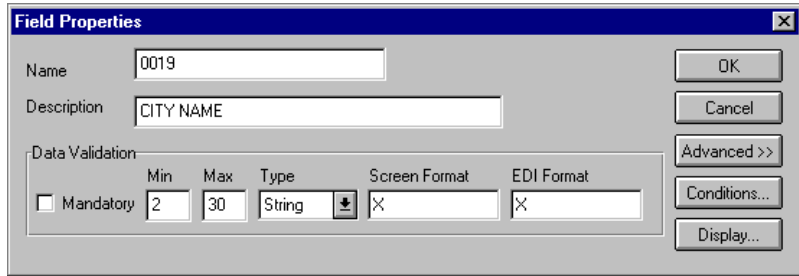 Field Properties
Name 0019 OK
Description CITY NAME Cancel
Data Validation Advanced >>
Min Max Type Screen Format EDI Format
Mandatory 2 30 String X X Conditions...
Display...